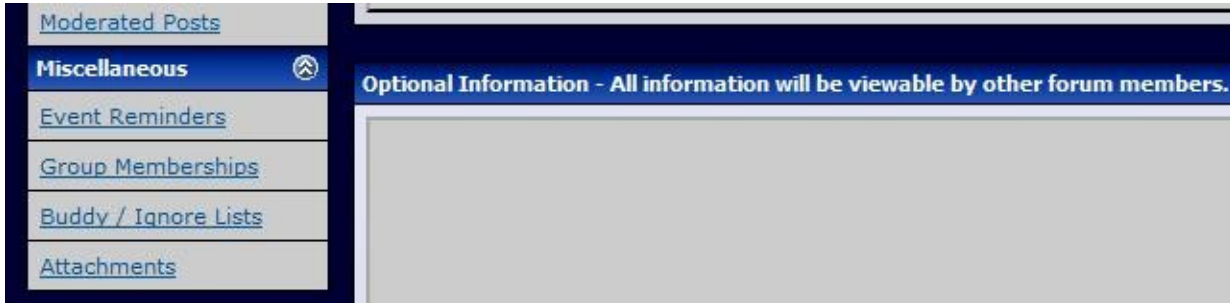 Moderated Posts
Miscellaneous
Event Reminders
Group Memberships
Buddy / Ignore Lists
Attachments
Optional Information - All information will be viewable by other forum members.